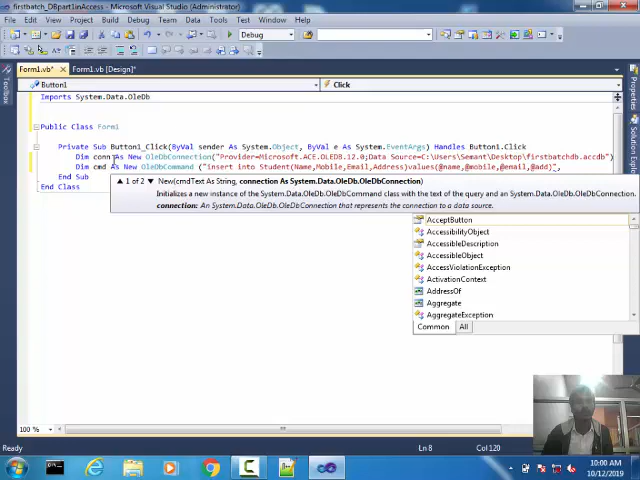 firstbatch_DBpart1inAccess - Microsoft Visual Studio (Administrator)
File Edit View Project Build Debug Team Data Tools Test Window Help
Debug
Form1.vb* Form1.vb [Design]*
Toolbox
Button1 Click
Imports System.Data.OleDb
Public Class Form1
Private Sub Button1_Click(ByVal sender As System.Object, ByVal e As System.EventArgs) Handles Button1.Click
Dim conn As New OleDbConnection("Provider=Microsoft.ACE.OLEDB.12.0;Data Source=C:\Users\Semant\Desktop\firstbatchdb.accdb")
Dim cmd As New OleDbCommand ("insert into Student(Name,Mobile,Email,Address)values(@name,@mobile,@email,@add)",
End Sub
End Class
1 of 2 New(cmdText As String, connection As System.Data.OleDb.OleDbConnection)
Initializes a new instance of the System.Data.OleDb.OleDbCommand class with the text of the query and an OleDbConnection.
connection: An System.Data.OleDb.OleDbConnection that represents the connection to a data source.
AcceptButton
AccessibilityObject
AccessibleDescription
AccessibleObject
AccessViolationException
ActivationContext
AddressOf
Aggregate
AggregateException
Common All
100 %
Ready Ln 8 Col 120
10:00 AM
10/12/2019